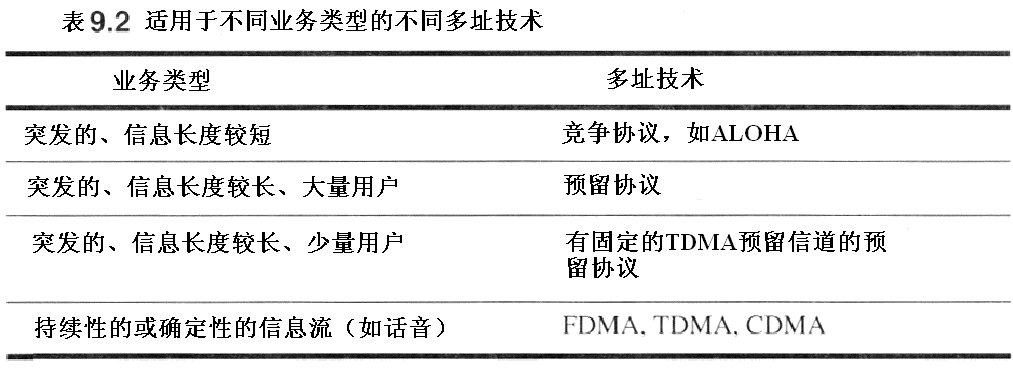 表9.2 适用于不同业务类型的不同多址技术
业务类型 多址技术
突发的、信息长度较短 竞争协议，如ALOHA
突发的、信息长度较长、大量用户 预留协议
突发的、信息长度较长、少量用户 有固定的TDMA预留信道的预
留协议
持续性的或确定性的信息流（如话音） FDMA, TDMA, CDMA